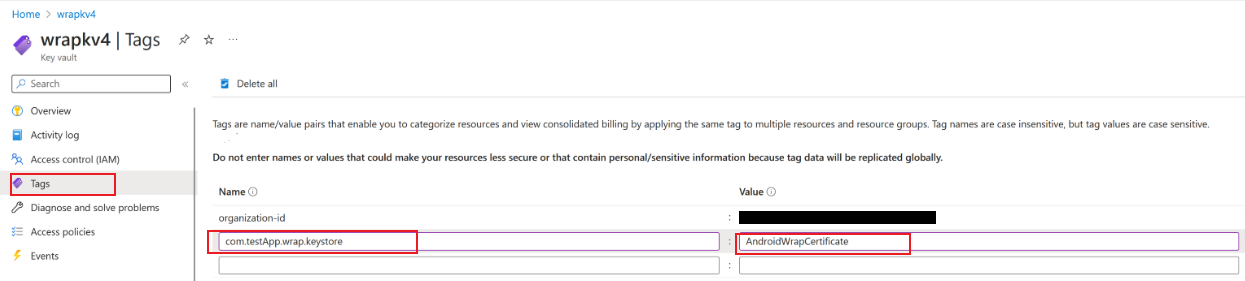 Home > wrapkv4
wrapkv4 | Tags
Key vault
Search
Delete all
Overview
Activity log
Access control (IAM)
Tags
Diagnose and solve problems
Access policies
Events
Tags are name/value pairs that enable you to categorize resources and view consolidated billing by applying the same tag to multiple resources and resource groups. Tag names are case insensitive, but tag values are case sensitive.
Do not enter names or values that could make your resources less secure or that contain personal/sensitive information because tag data will be replicated globally.
Name Value
organization-id :
com.testApp.wrap.keystore : AndroidWrapCertificate
: